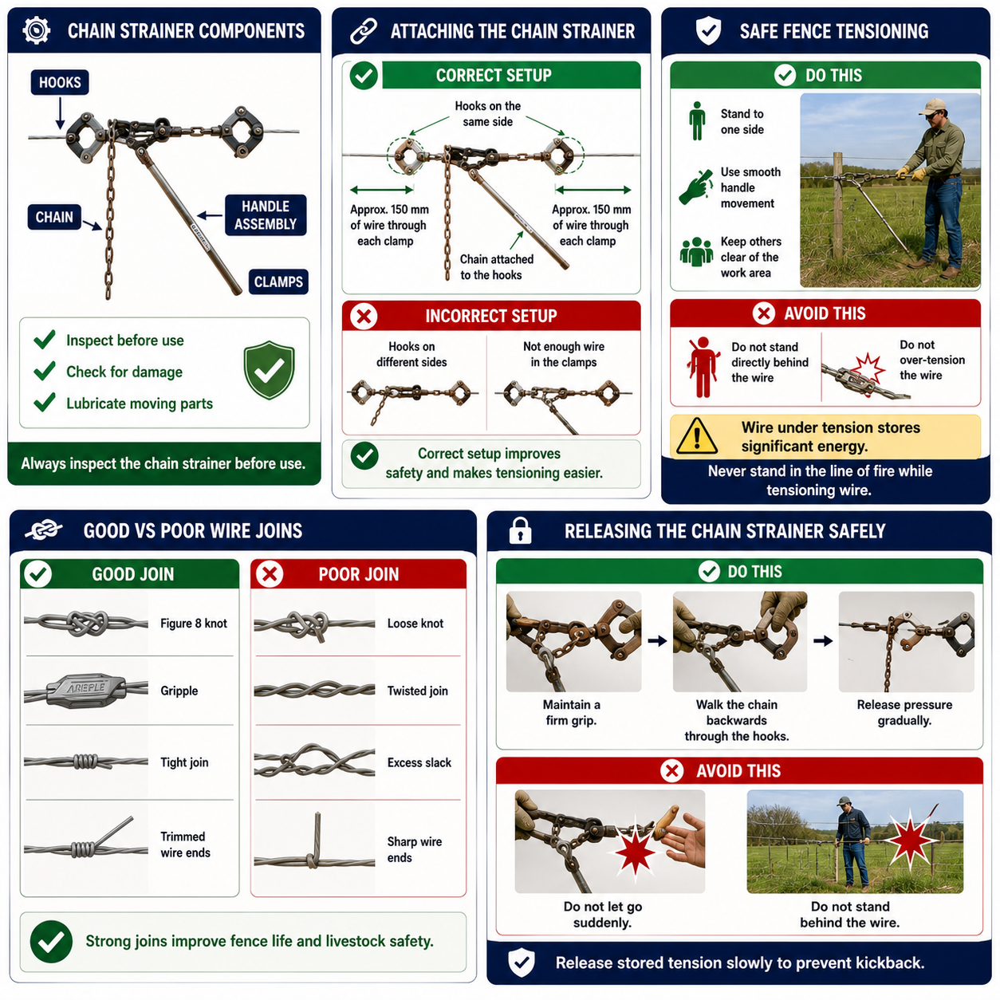 CHAIN STRAINER COMPONENTS
HOOKS
CHAIN
HANDLE
ASSEMBLY
CLAMPS
Inspect before use
Check for damage
Lubricate moving parts
Always inspect the chain strainer before use.
ATTACHING THE CHAIN STRAINER
CORRECT SETUP
Hooks on the
same side
Approx. 150 mm
of wire through
each clamp
Approx. 150 mm
of wire through
each clamp
Chain attached
to the hooks
INCORRECT SETUP
Hooks on
different sides
Not enough wire
in the clamps
Correct setup improves
safety and makes tensioning easier.
SAFE FENCE TENSIONING
DO THIS
Stand to
one side
Use smooth
handle
movement
Keep others
clear of the
work area
AVOID THIS
Do not stand
directly behind
the wire
Do not
over-tension
the wire
Wire under tension stores
significant energy.
Never stand in the line of fire while
tensioning wire.
GOOD VS POOR WIRE JOINS
GOOD JOIN
Figure 8 knot
Gripple
Tight join
Trimmed
wire ends
POOR JOIN
Loose knot
Twisted join
Excess slack
Sharp wire
ends
Strong joins improve fence life and livestock safety.
RELEASING THE CHAIN STRAINER SAFELY
DO THIS
Maintain a
firm grip.
Walk the chain
backwards
through the hooks.
Release pressure
gradually.
AVOID THIS
Do not let go
suddenly.
Do not stand
behind the wire.
Release stored tension slowly to prevent kickback.